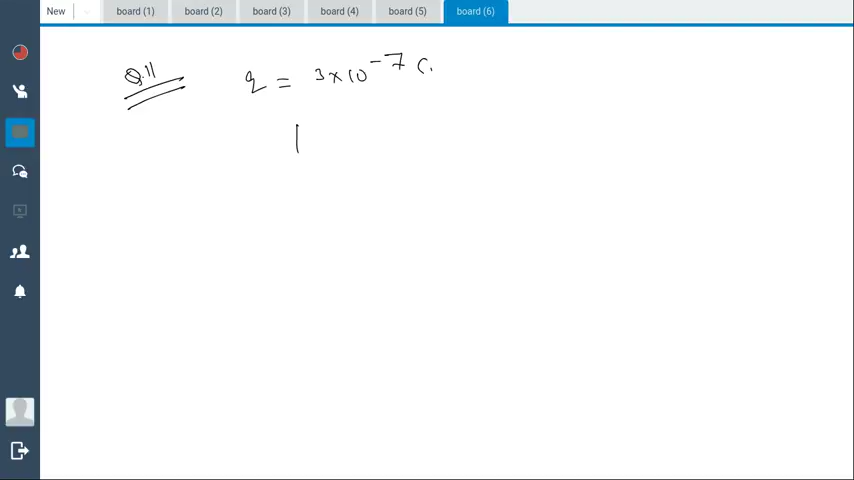 New board (1) board (2) board (3) board (4) board (5) board (6)
Q.11 q = 3×10⁻⁷ C.
|